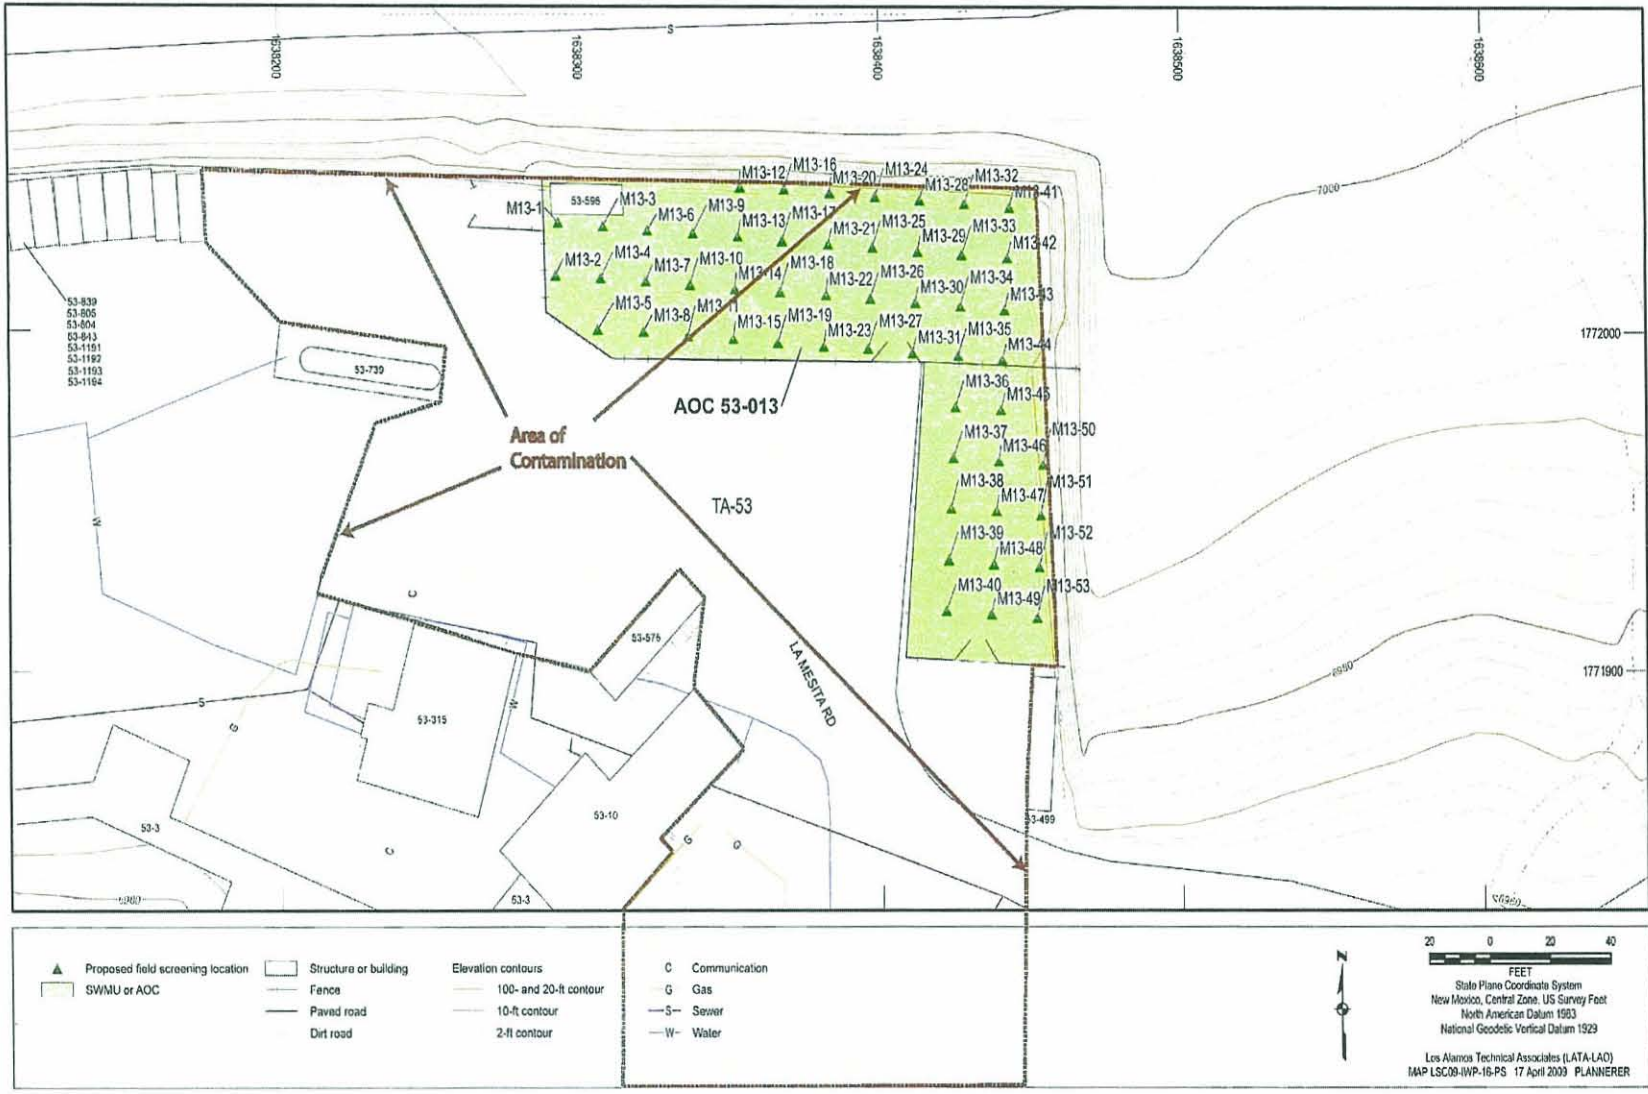 S
1638200
1638300
1638400
1638500
1638600
7000
M13-12
M13-16
M13-20
M13-24
M13-28
M13-32
M13-41
53-596
M13-1
M13-3
M13-6
M13-9
M13-13
M13-17
M13-21
M13-25
M13-29
M13-33
M13-42
M13-2
M13-4
M13-7
M13-10
M13-14
M13-18
M13-22
M13-26
M13-30
M13-34
M13-43
M13-5
M13-8
M13-11
M13-15
M13-19
M13-23
M13-27
M13-31
M13-35
M13-44
53-839
53-805
53-804
53-843
53-1191
53-1192
53-1193
53-1194
1772000
53-739
AOC 53-013
M13-36
M13-45
Area of
Contamination
M13-37
M13-46
M13-50
M13-38
M13-47
M13-51
TA-53
W
M13-39
M13-48
M13-52
M13-40
M13-49
M13-53
C
53-576
LA MESITA RD
1771900
S
G
53-315
W
53-10
53-3
C
G
G
53-499
53-3
Proposed field screening location
SWMU or AOC
Structure or building
Fence
Paved road
Dirt road
Elevation contours
100- and 20-ft contour
10-ft contour
2-ft contour
C Communication
G Gas
S Sewer
W Water
N
20 0 20 40
FEET
State Plane Coordinate System
New Mexico, Central Zone, US Survey Foot
North American Datum 1983
National Geodetic Vertical Datum 1929
Los Alamos Technical Associates (LATA-LAO)
MAP LSC09-IWP-16-PS 17 April 2009 PLANNERER